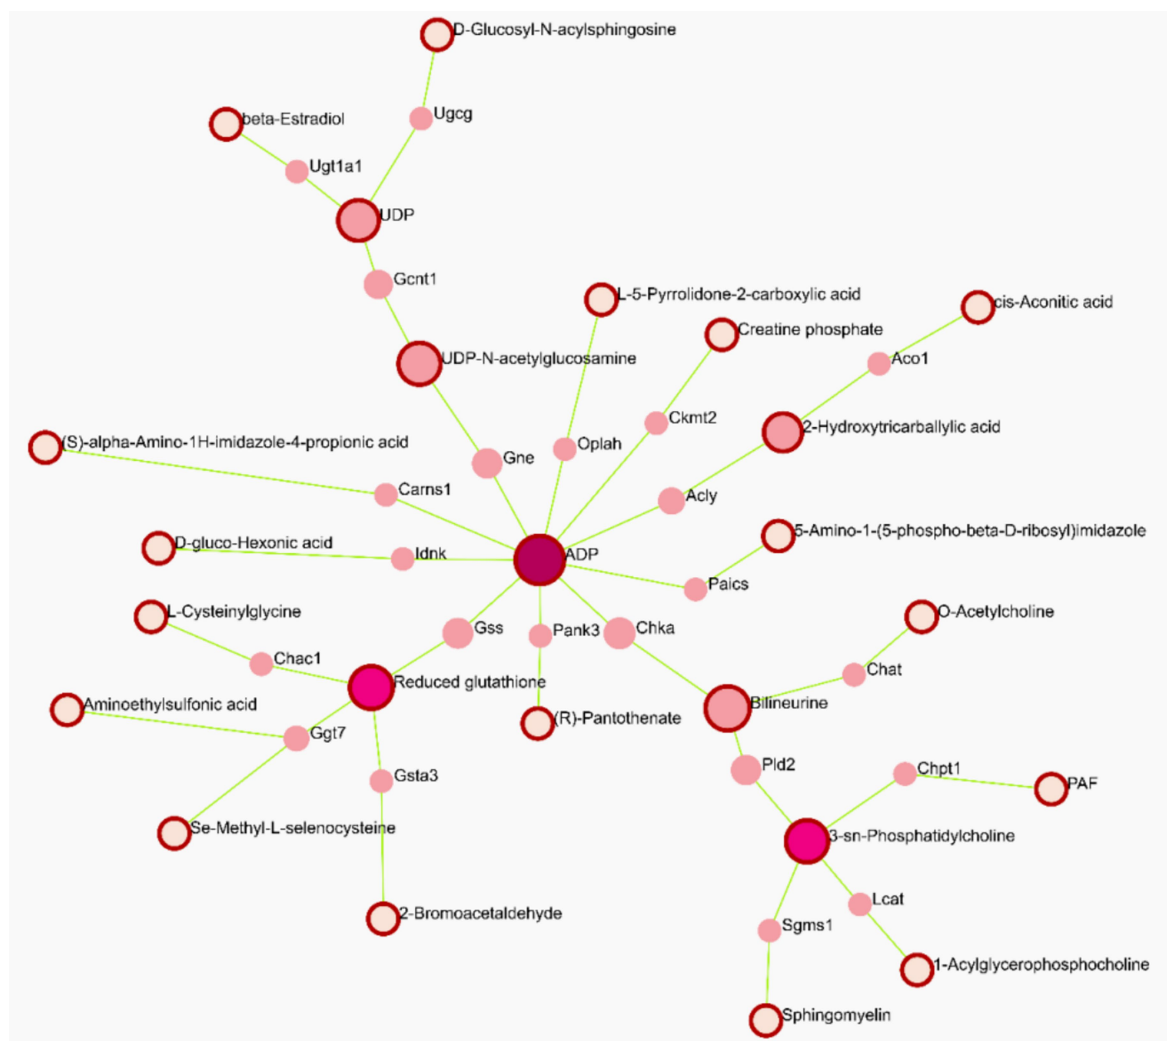 D-Glucosyl-N-acylsphingosine
Ugcg
beta-Estradiol
Ugt1a1
UDP
Gcnt1
L-5-Pyrrolidone-2-carboxylic acid
cis-Aconitic acid
Creatine phosphate
UDP-N-acetylglucosamine
Aco1
Ckmt2
2-Hydroxytricarballylic acid
(S)-alpha-Amino-1H-imidazole-4-propionic acid
Oplah
Gne
Carns1
Acly
5-Amino-1-(5-phospho-beta-D-ribosyl)imidazole
D-gluco-Hexonic acid
Idnk
ADP
Paics
L-Cysteinylglycine
O-Acetylcholine
Gss
Pank3
Chka
Chac1
Chat
Reduced glutathione
Aminoethylsulfonic acid
Bilineurine
(R)-Pantothenate
Ggt7
Pld2
Chpt1
Gsta3
PAF
Se-Methyl-L-selenocysteine
3-sn-Phosphatidylcholine
Lcat
2-Bromoacetaldehyde
Sgms1
1-Acylglycerophosphocholine
Sphingomyelin